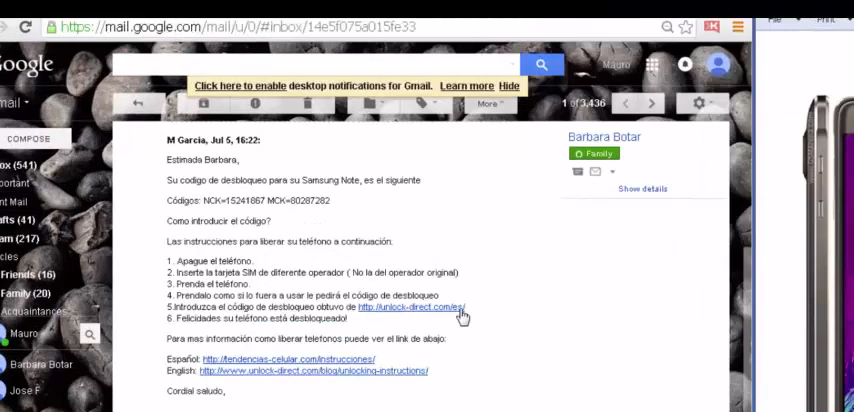 https://mail.google.com/mail/u/0/#inbox/14e5f075a015fe33
File Print
oogle
Mauro
Click here to enable desktop notifications for Gmail. Learn more Hide
mail
More
1 of 3,436
COMPOSE
M Garcia, Jul 5, 16:22:
Barbara Botar
Family
Show details
ox (541)
portant
nt Mail
afts (41)
am (217)
cles
Friends (16)
Family (20)
Acquaintances
Mauro
Barbara Botar
Jose F
Estimada Barbara,
Su codigo de desbloqueo para su Samsung Note, es el siguiente
Códigos: NCK=15241867 MCK=80287282
Como introducir el código?
Las instrucciones para liberar su teléfono a continuación:
1. Apague el teléfono.
2. Inserte la tarjeta SIM de diferente operador ( No la del operador original)
3. Prenda el teléfono.
4. Prendalo como si lo fuera a usar le pedirá el código de desbloqueo
5.Introduzca el código de desbloqueo obtuvo de http://unlock-direct.com/es/
6. Felicidades su teléfono está desbloqueado!
Para mas información como liberar telefonos puede ver el link de abajo:
Español: http://tendencias-celular.com/instrucciones/
English: http://www.unlock-direct.com/blog/unlocking-instructions/
Cordial saludo,